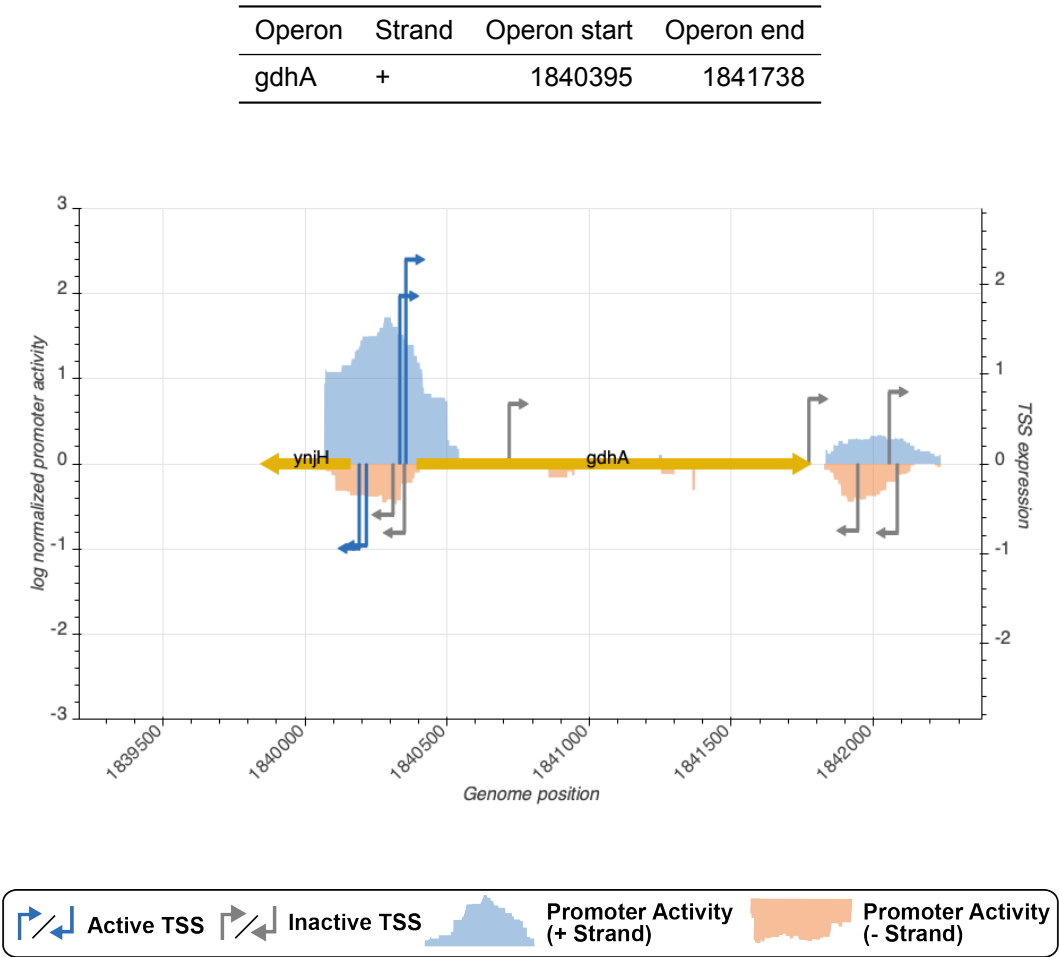 Operon Strand Operon start Operon end
gdhA + 1840395 1841738
3
2
1
0
-1
-2
-3
log normalized promoter activity
2
1
0
-1
-2
TSS expression
ynjH
gdhA
1839500 1840000 1840500 1841000 1841500 1842000
Genome position
Active TSS
Inactive TSS
Promoter Activity
(+ Strand)
Promoter Activity
(- Strand)